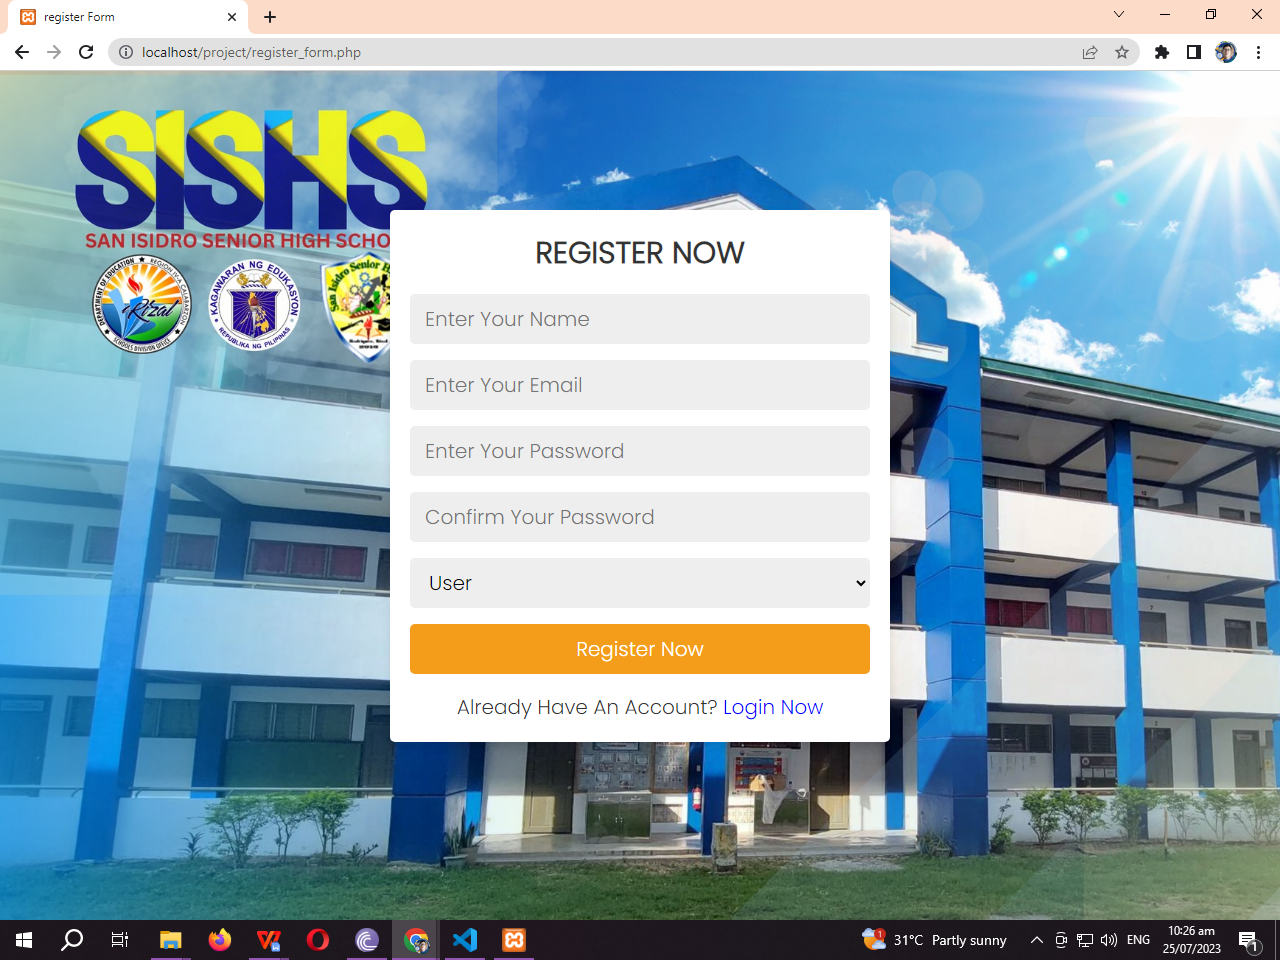 register Form
localhost/project/register_form.php
SISHS
SAN ISIDRO SENIOR HIGH SCHO
DEPARTMENT OF EDUCATION
REGION IV-A CALABARZON
Rizal
SCHOOLS DIVISION OFFICE
KAGAWARAN NG EDUKASYON
REPUBLIKA NG PILIPINAS
San Isidro Senior H
REGISTER NOW
Enter Your Name
Enter Your Email
Enter Your Password
Confirm Your Password
User
Register Now
Already Have An Account? Login Now
1
31°C Partly sunny
ENG
10:26 am
25/07/2023
1